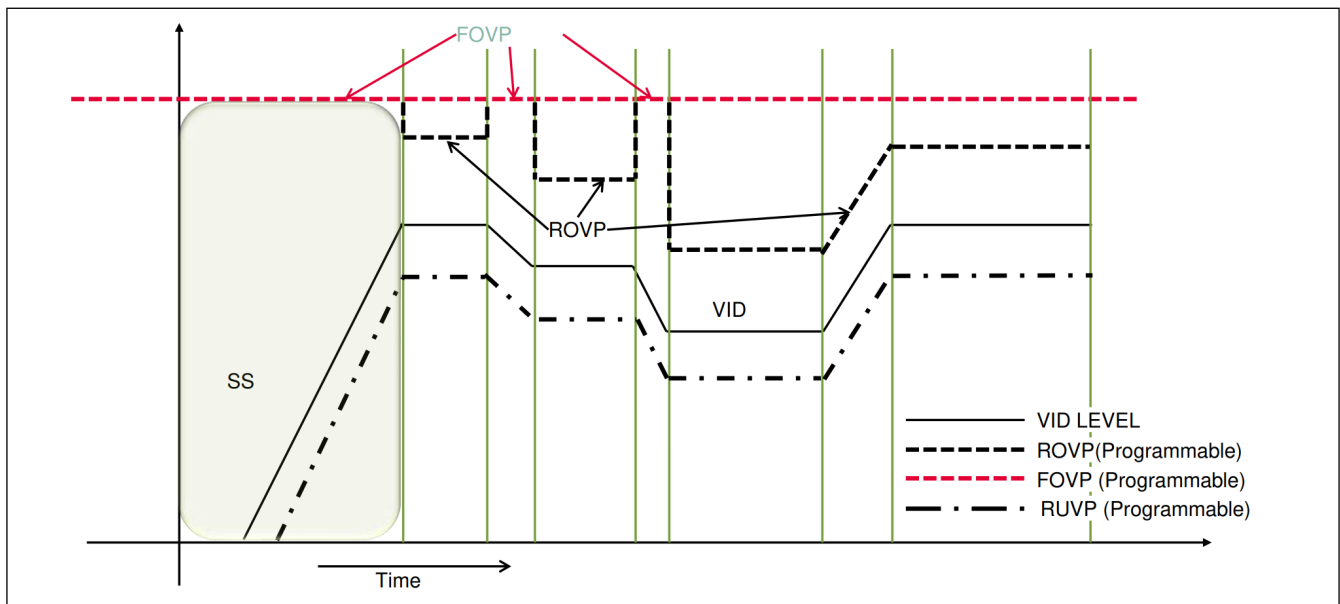 FOVP
ROVP
VID
SS
VID LEVEL
ROVP(Programmable)
FOVP (Programmable)
RUVP (Programmable)
Time